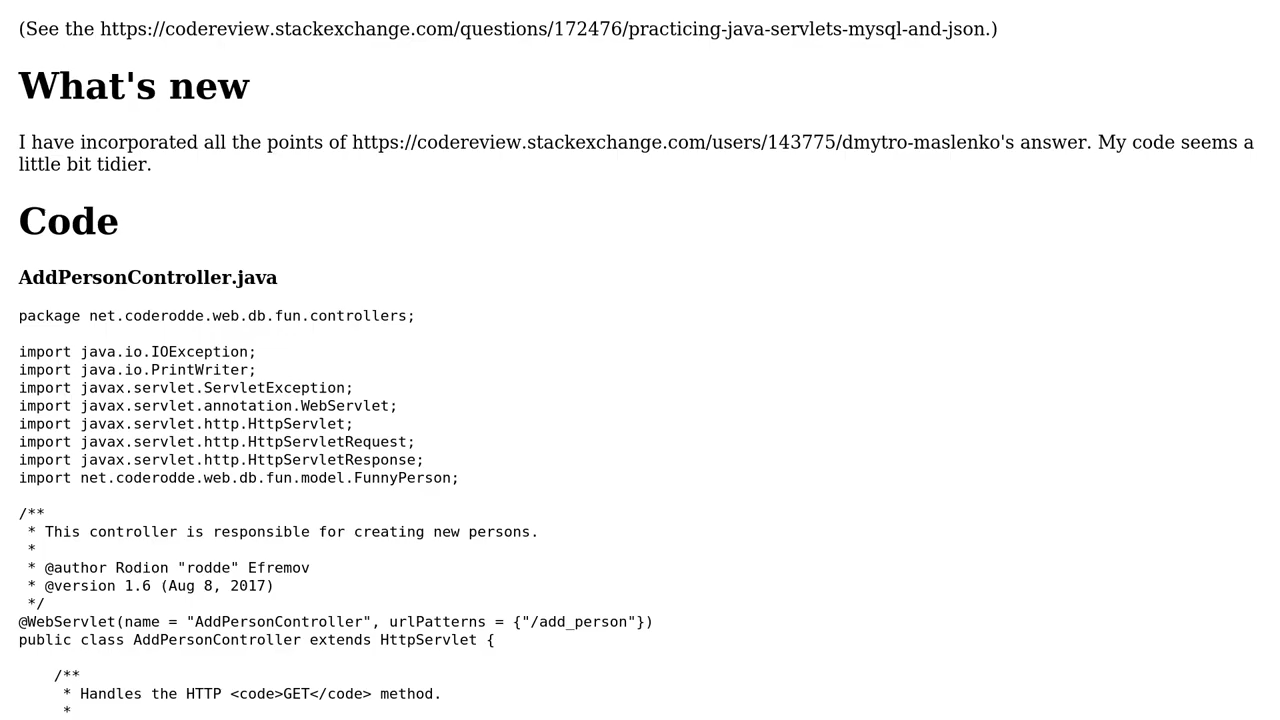 (See the https://codereview.stackexchange.com/questions/172476/practicing-java-servlets-mysql-and-json.)
What's new
I have incorporated all the points of https://codereview.stackexchange.com/users/143775/dmytro-maslenko's answer. My code seems a
little bit tidier.
Code
AddPersonController.java
package net.coderodde.web.db.fun.controllers;
import java.io.IOException;
import java.io.PrintWriter;
import javax.servlet.ServletException;
import javax.servlet.annotation.WebServlet;
import javax.servlet.http.HttpServlet;
import javax.servlet.http.HttpServletRequest;
import javax.servlet.http.HttpServletResponse;
import net.coderodde.web.db.fun.model.FunnyPerson;
/**
 * This controller is responsible for creating new persons.
 *
 * @author Rodion "rodde" Efremov
 * @version 1.6 (Aug 8, 2017)
 */
@WebServlet(name = "AddPersonController", urlPatterns = {"/add_person"})
public class AddPersonController extends HttpServlet {
    /**
     * Handles the HTTP <code>GET</code> method.
     *